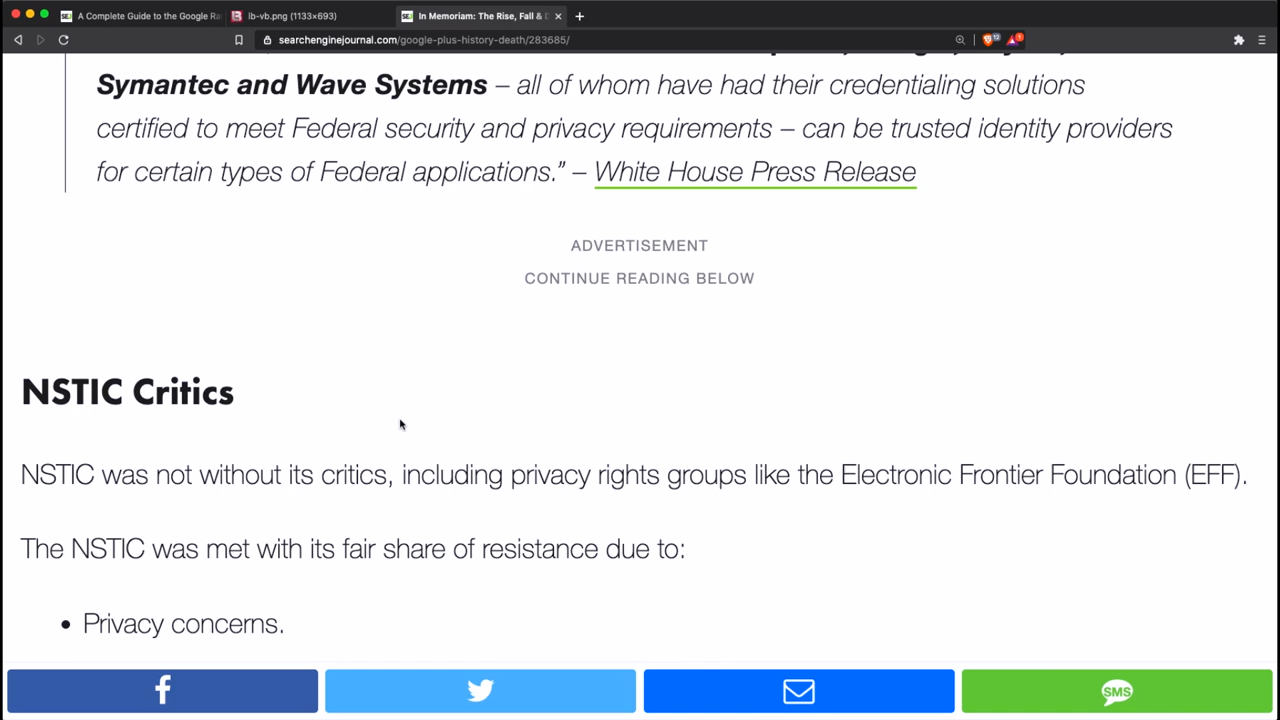 A Complete Guide to the Google Ra
lb-vb.png (1133×693)
In Memoriam: The Rise, Fall & D
searchenginejournal.com/google-plus-history-death/283685/
12
1
Symantec and Wave Systems – all of whom have had their credentialing solutions
certified to meet Federal security and privacy requirements – can be trusted identity providers
for certain types of Federal applications.” – White House Press Release
ADVERTISEMENT
CONTINUE READING BELOW
NSTIC Critics
NSTIC was not without its critics, including privacy rights groups like the Electronic Frontier Foundation (EFF).
The NSTIC was met with its fair share of resistance due to:
• Privacy concerns.
SMS